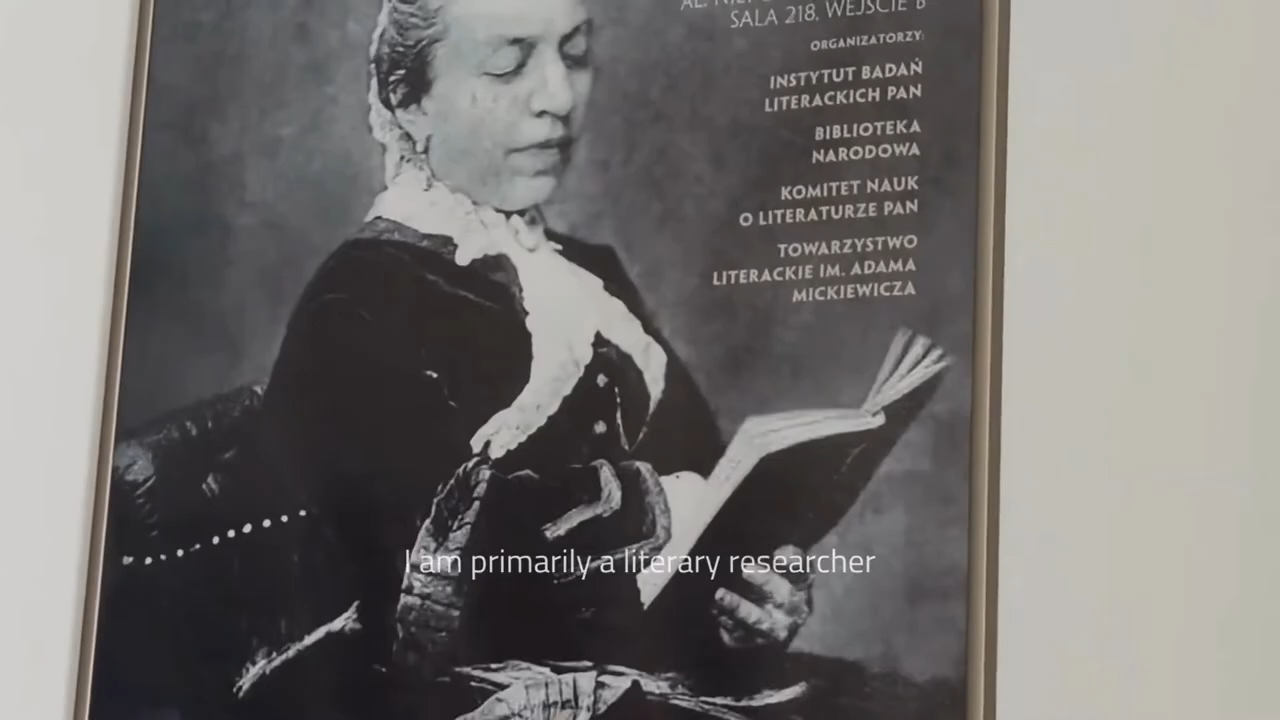 SALA 218, WEJŚCIE B
ORGANIZATORZY:
INSTYTUT BADAŃ
LITERACKICH PAN
BIBLIOTEKA
NARODOWA
KOMITET NAUK
O LITERATURZE PAN
TOWARZYSTWO
LITERACKIE IM. ADAMA
MICKIEWICZA
I am primarily a literary researcher